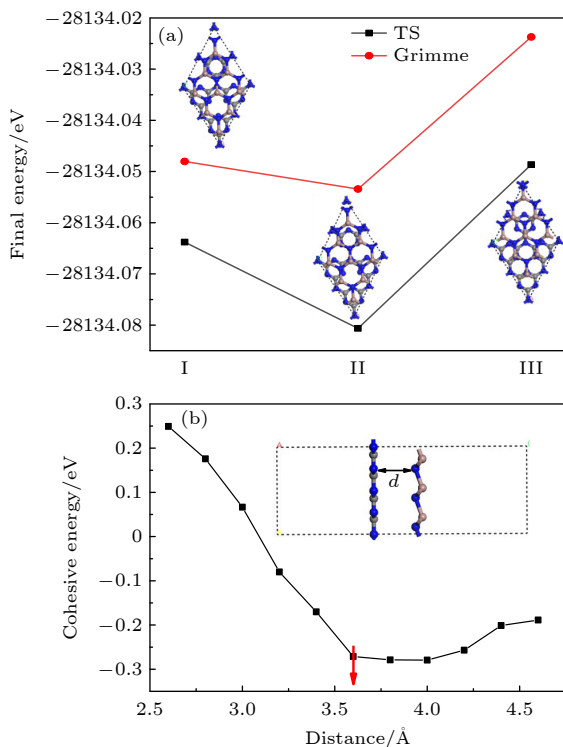 (a)
TS
Grimme
Final energy/eV
−28134.02
−28134.03
−28134.04
−28134.05
−28134.06
−28134.07
−28134.08
I II III
(b)
d
Cohesive energy/eV
0.3
0.2
0.1
0
−0.1
−0.2
−0.3
2.5 3.0 3.5 4.0 4.5
Distance/Å